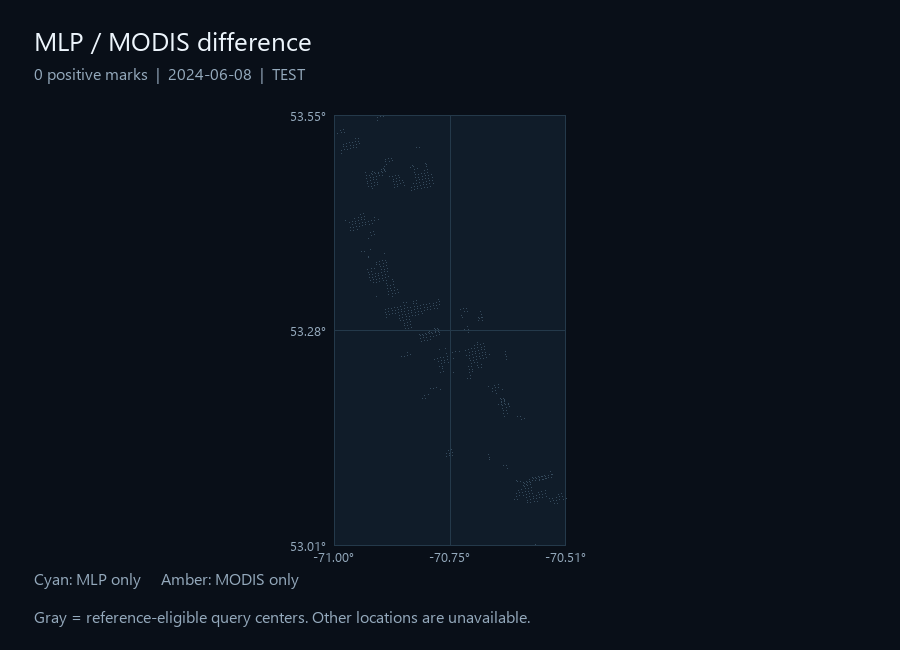 MLP / MODIS difference
0 positive marks | 2024-06-08 | TEST
53.55°
53.28°
53.01°
-71.00° -70.75° -70.51°
Cyan: MLP only Amber: MODIS only
Gray = reference-eligible query centers. Other locations are unavailable.